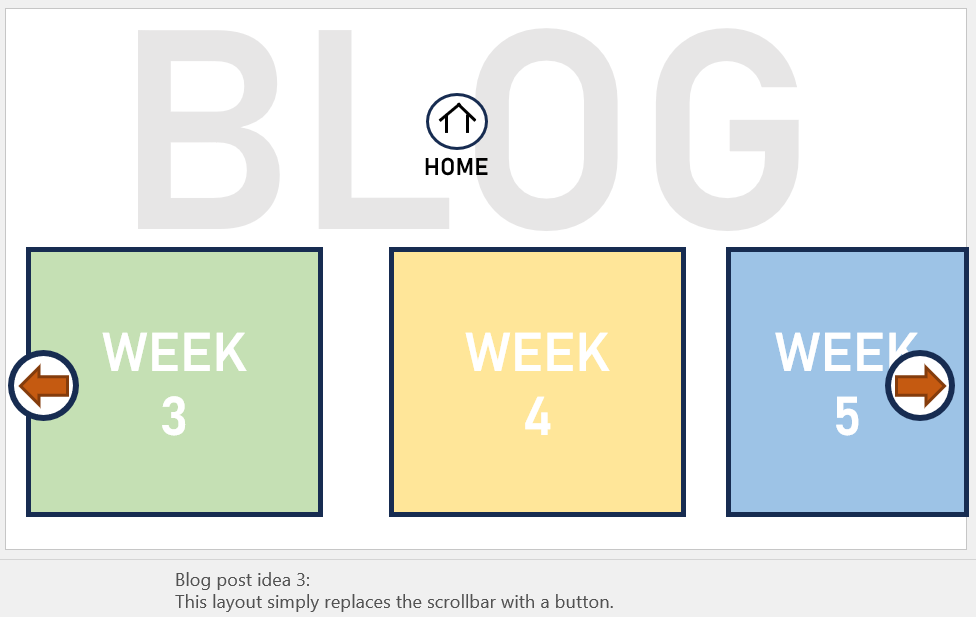 BLOG
HOME
WEEK
3
WEEK
4
WEEK
5
Blog post idea 3:
This layout simply replaces the scrollbar with a button.